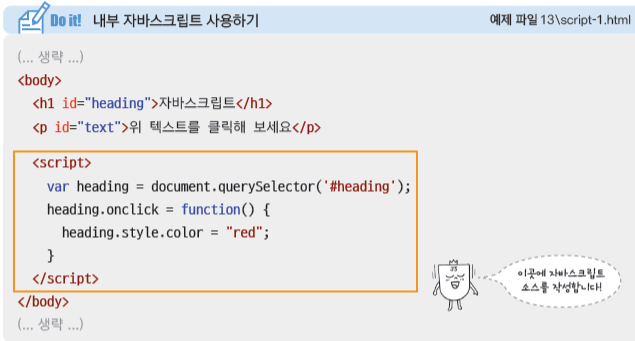 Do it! 내부 자바스크립트 사용하기 예제 파일 13\script-1.html
(... 생략 ...)
<body>
<h1 id="heading">자바스크립트</h1>
<p id="text">위 텍스트를 클릭해 보세요</p>
<script>
var heading = document.querySelector('#heading');
heading.onclick = function() {
heading.style.color = "red";
}
</script>
JS
이곳에 자바스크립트
소스를 작성합니다!
</body>
(... 생략 ...)